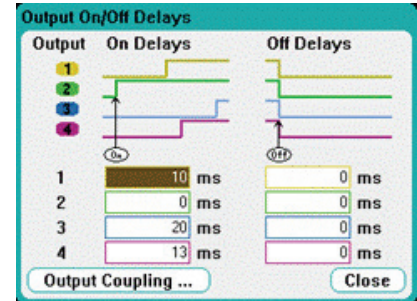 Output On/Off Delays
Output On Delays Off Delays
1
2
3
4
On Off
1 10 ms 0 ms
2 0 ms 0 ms
3 20 ms 0 ms
4 13 ms 0 ms
Output Coupling ... Close